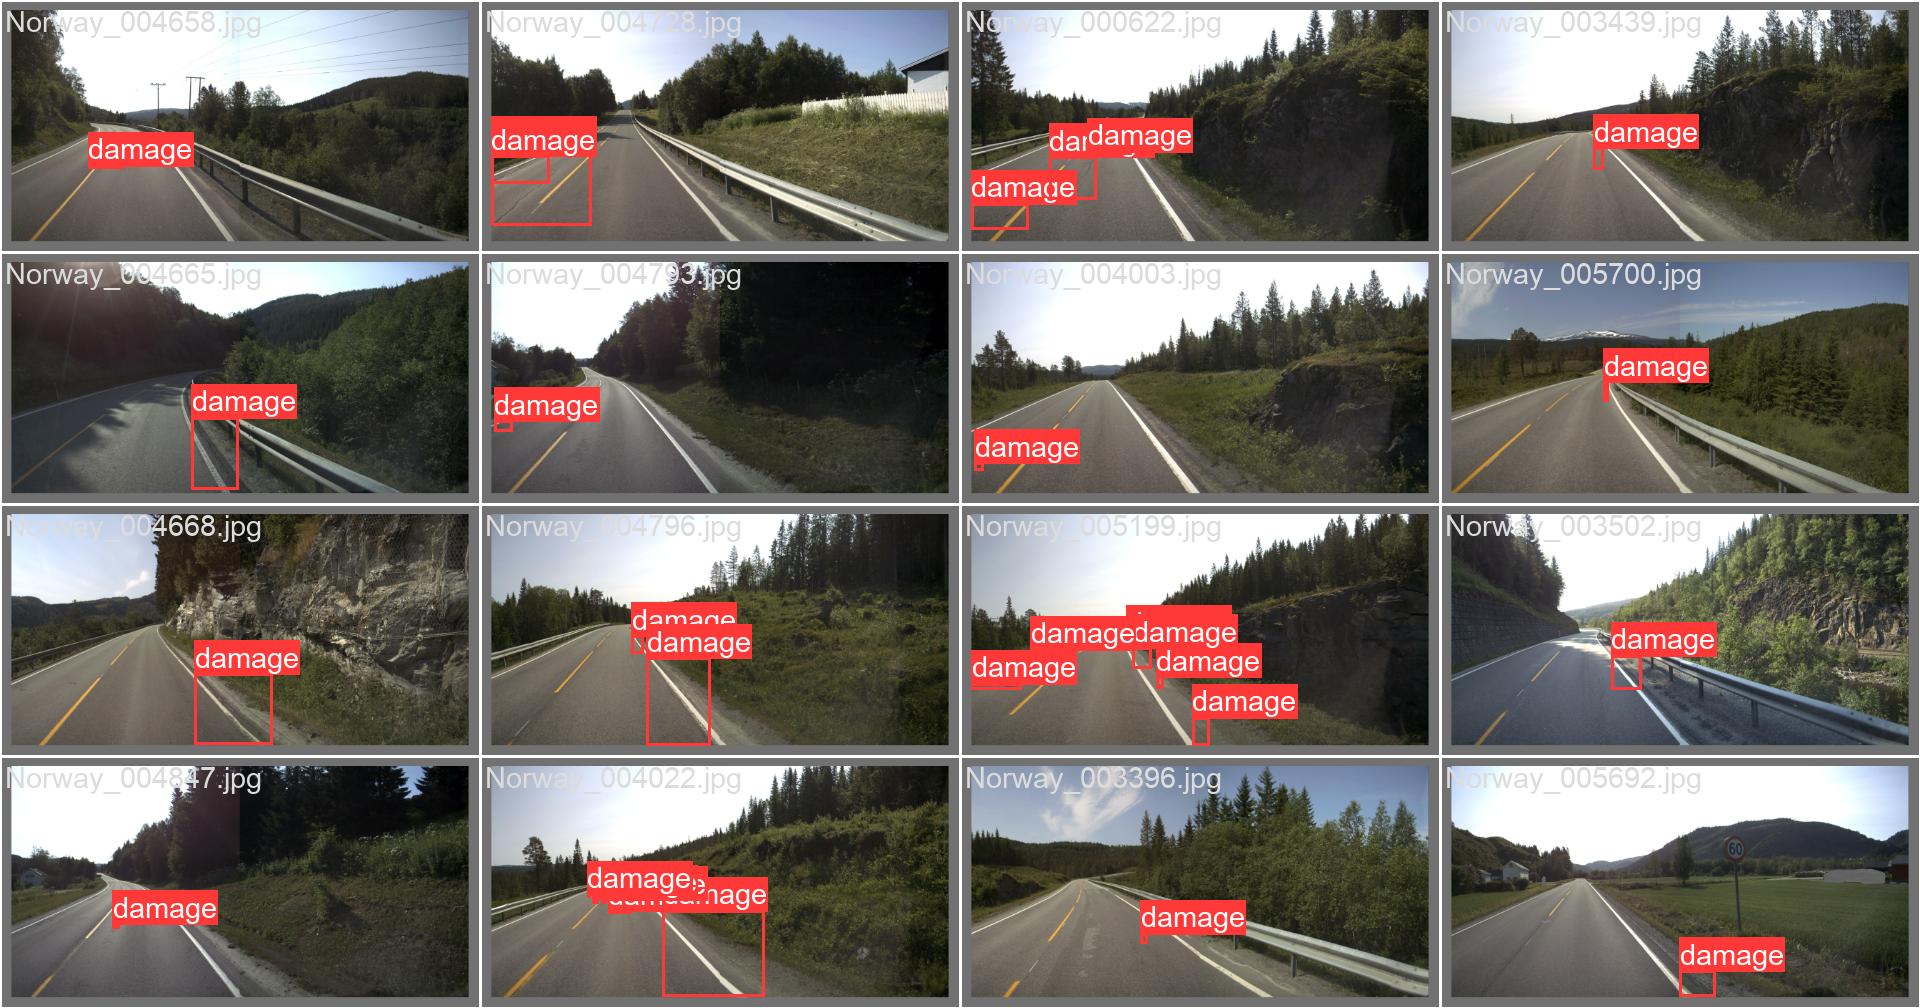 Norway_004658.jpg
damage
Norway_004728.jpg
damage
Norway_000622.jpg
damage
damage
Norway_003439.jpg
damage
Norway_004665.jpg
damage
Norway_004793.jpg
damage
Norway_004003.jpg
damage
Norway_005700.jpg
damage
Norway_004668.jpg
damage
Norway_004796.jpg
damage
damage
Norway_005199.jpg
damage
damage
damage
damage
damage
Norway_003502.jpg
damage
Norway_004847.jpg
damage
Norway_004022.jpg
damage
Norway_003396.jpg
damage
Norway_005692.jpg
60
damage